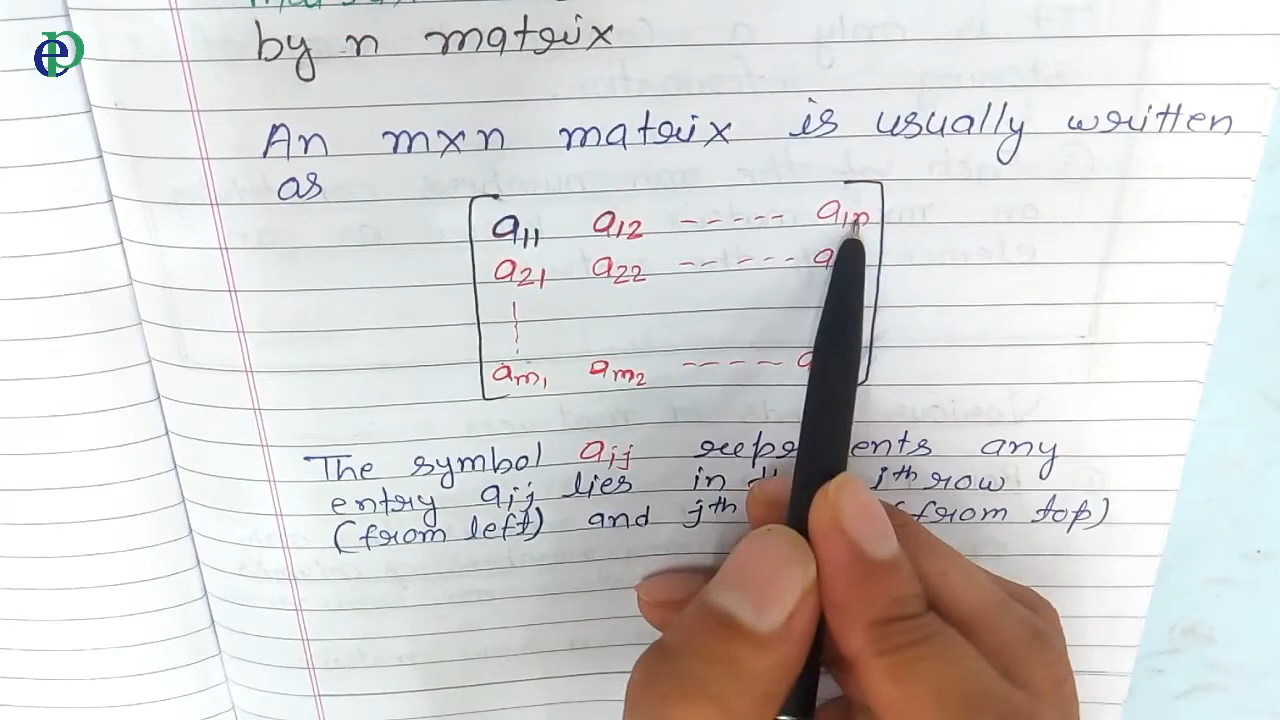 by n matrix
An m×n matrix is usually written
as
a11 a12 ----- a1n
a21 a22 ------ a
am1 am2 -----
The symbol aij any
entry aij lies in ith row
(from left) and jth (from top)